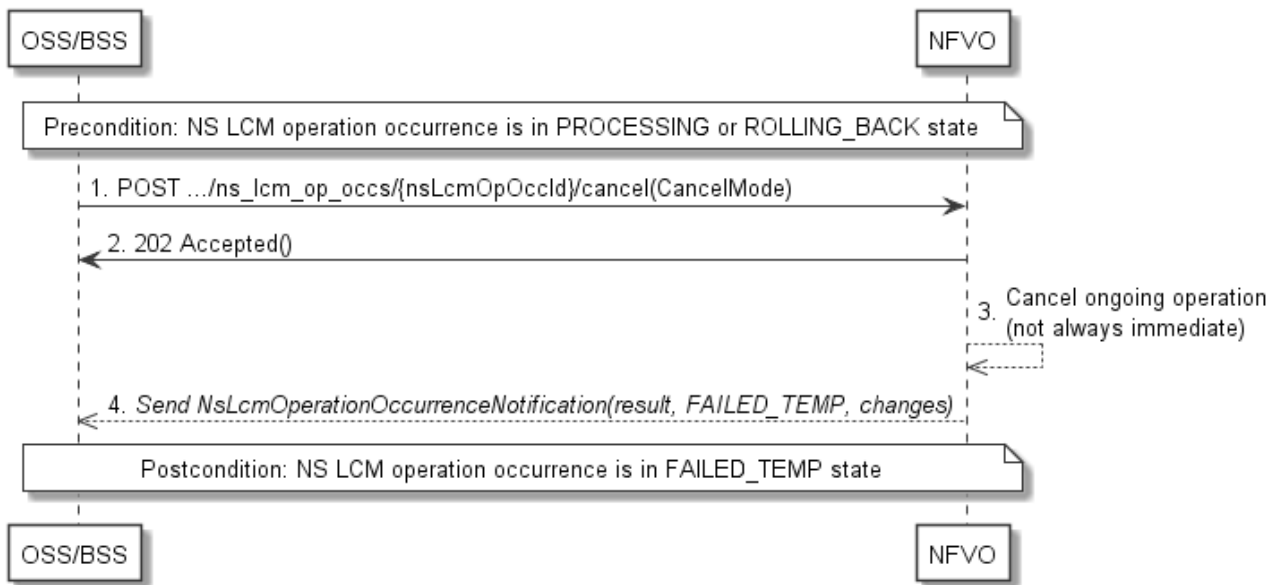 OSS/BSS
NFVO
Precondition: NS LCM operation occurrence is in PROCESSING or ROLLING_BACK state
1. POST .../ns_lcm_op_occs/{nsLcmOpOccId}/cancel(CancelMode)
2. 202 Accepted()
3. Cancel ongoing operation
(not always immediate)
4. Send NsLcmOperationOccurrenceNotification(result, FAILED_TEMP, changes)
Postcondition: NS LCM operation occurrence is in FAILED_TEMP state
OSS/BSS
NFVO